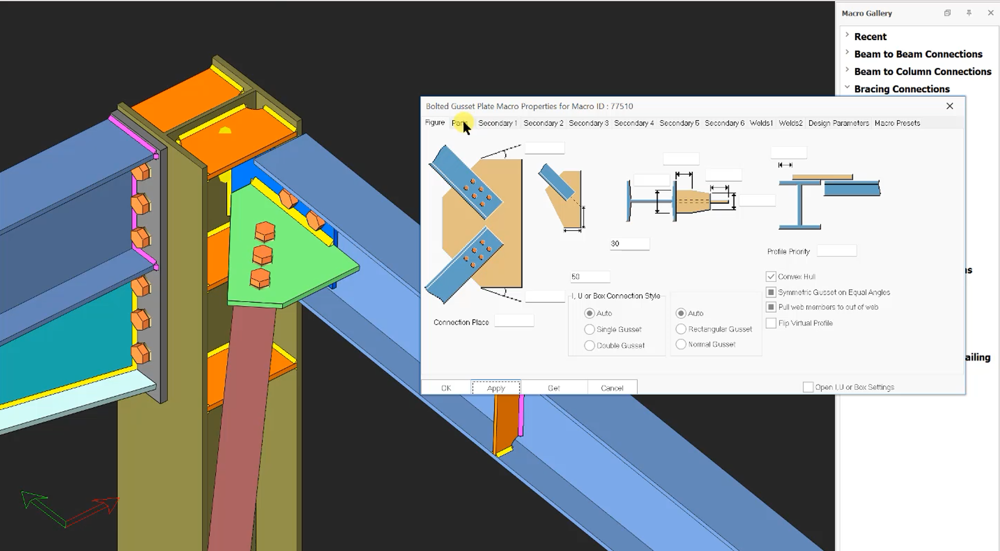 Macro Gallery
Recent
Beam to Beam Connections
Beam to Column Connections
Bracing Connections
Bolted Gusset Plate Macro Properties for Macro ID : 77510
Figure Parts Secondary 1 Secondary 2 Secondary 3 Secondary 4 Secondary 5 Secondary 6 Welds1 Welds2 Design Parameters Macro Presets
30
50
Profile Priority
Convex Hull
Symmetric Gusset on Equal Angles
Pull web members to out of web
Flip Virtual Profile
I, U or Box Connection Style
Auto
Single Gusset
Double Gusset
Auto
Rectangular Gusset
Normal Gusset
Connection Place
OK Apply Get Cancel
Open I,U or Box Settings
s
ailing